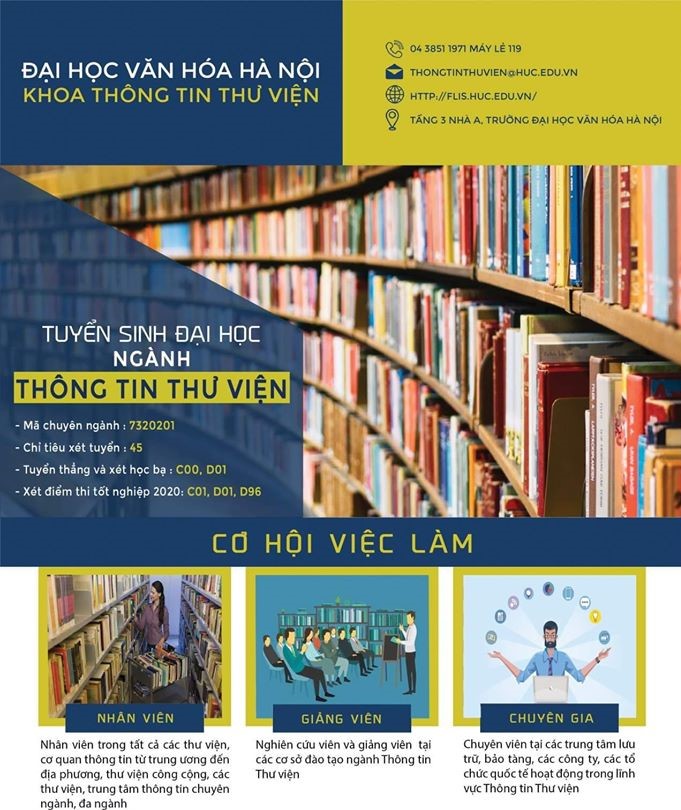 ĐẠI HỌC VĂN HÓA HÀ NỘI
KHOA THÔNG TIN THƯ VIỆN
04 3851 1971 MÁY LẺ 119
THONGTINTHUVIEN@HUC.EDU.VN
HTTP://FLIS.HUC.EDU.VN/
TẦNG 3 NHÀ A, TRƯỜNG ĐẠI HỌC VĂN HÓA HÀ NỘI
TUYỂN SINH ĐẠI HỌC
NGÀNH
THÔNG TIN THƯ VIỆN
- Mã chuyên ngành : 7320201
- Chỉ tiêu xét tuyển : 45
- Tuyển thẳng và xét học bạ : C00, D01
- Xét điểm thi tốt nghiệp 2020: C01, D01, D96
CƠ HỘI VIỆC LÀM
NHÂN VIÊN
Nhân viên trong tất cả các thư viện,
cơ quan thông tin từ trung ương đến
địa phương, thư viện công cộng, các
thư viện, trung tâm thông tin chuyên
ngành, đa ngành
GIẢNG VIÊN
Nghiên cứu viên và giảng viên tại
các cơ sở đào tạo ngành Thông tin
Thư viện
CHUYÊN GIA
Chuyên viên tại các trung tâm lưu
trữ, bảo tàng, các công ty, các tổ
chức quốc tế hoạt động trong lĩnh
vực Thông tin Thư viện